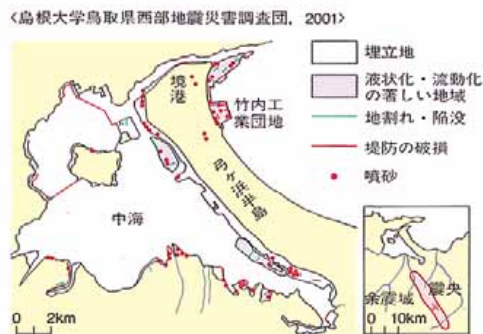 <島根大学鳥取県西部地震災害調査団, 2001>
境港
竹内工
業団地
弓ヶ浜半島
中海
0 2km
埋立地
液状化・流動化
の著しい地域
地割れ・陥没
堤防の破損
噴砂
余震域
震央
0 10km